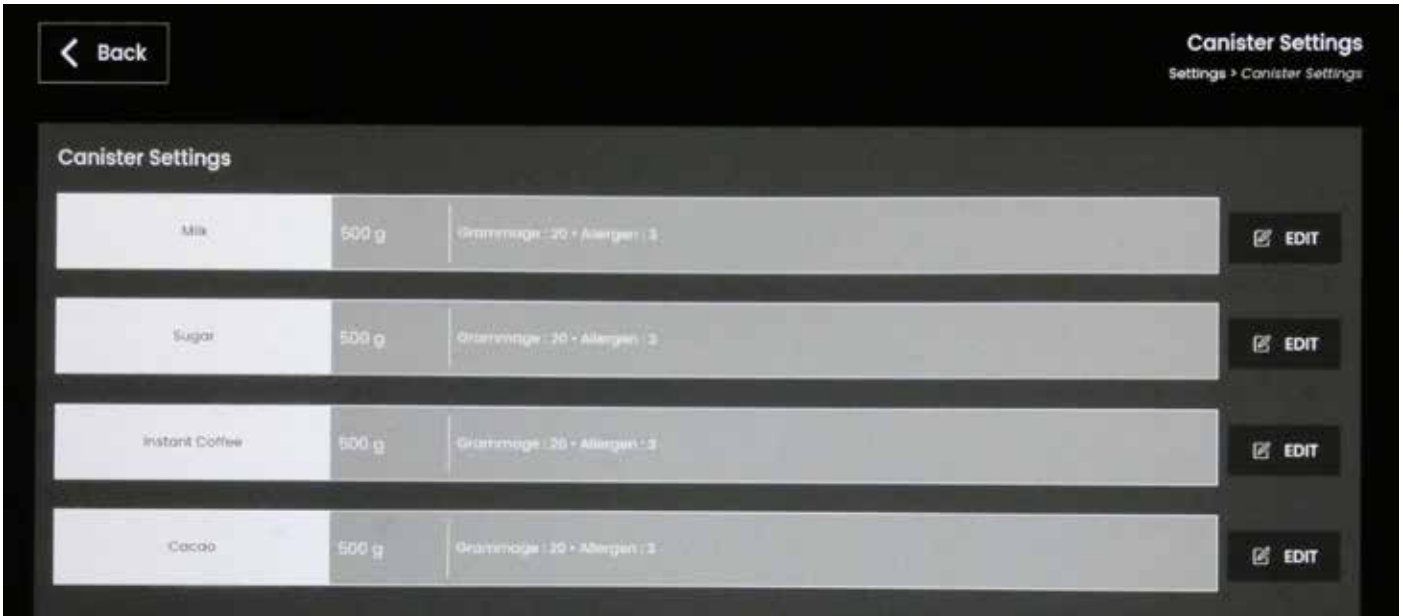 Back
Canister Settings
Settings > Canister Settings
Canister Settings
Milk
500 g
Grammage : 20 • Allergen : 3
EDIT
Sugar
500 g
Grammage : 20 • Allergen : 3
EDIT
Instant Coffee
500 g
Grammage : 20 • Allergen : 3
EDIT
Cacao
500 g
Grammage : 20 • Allergen : 3
EDIT